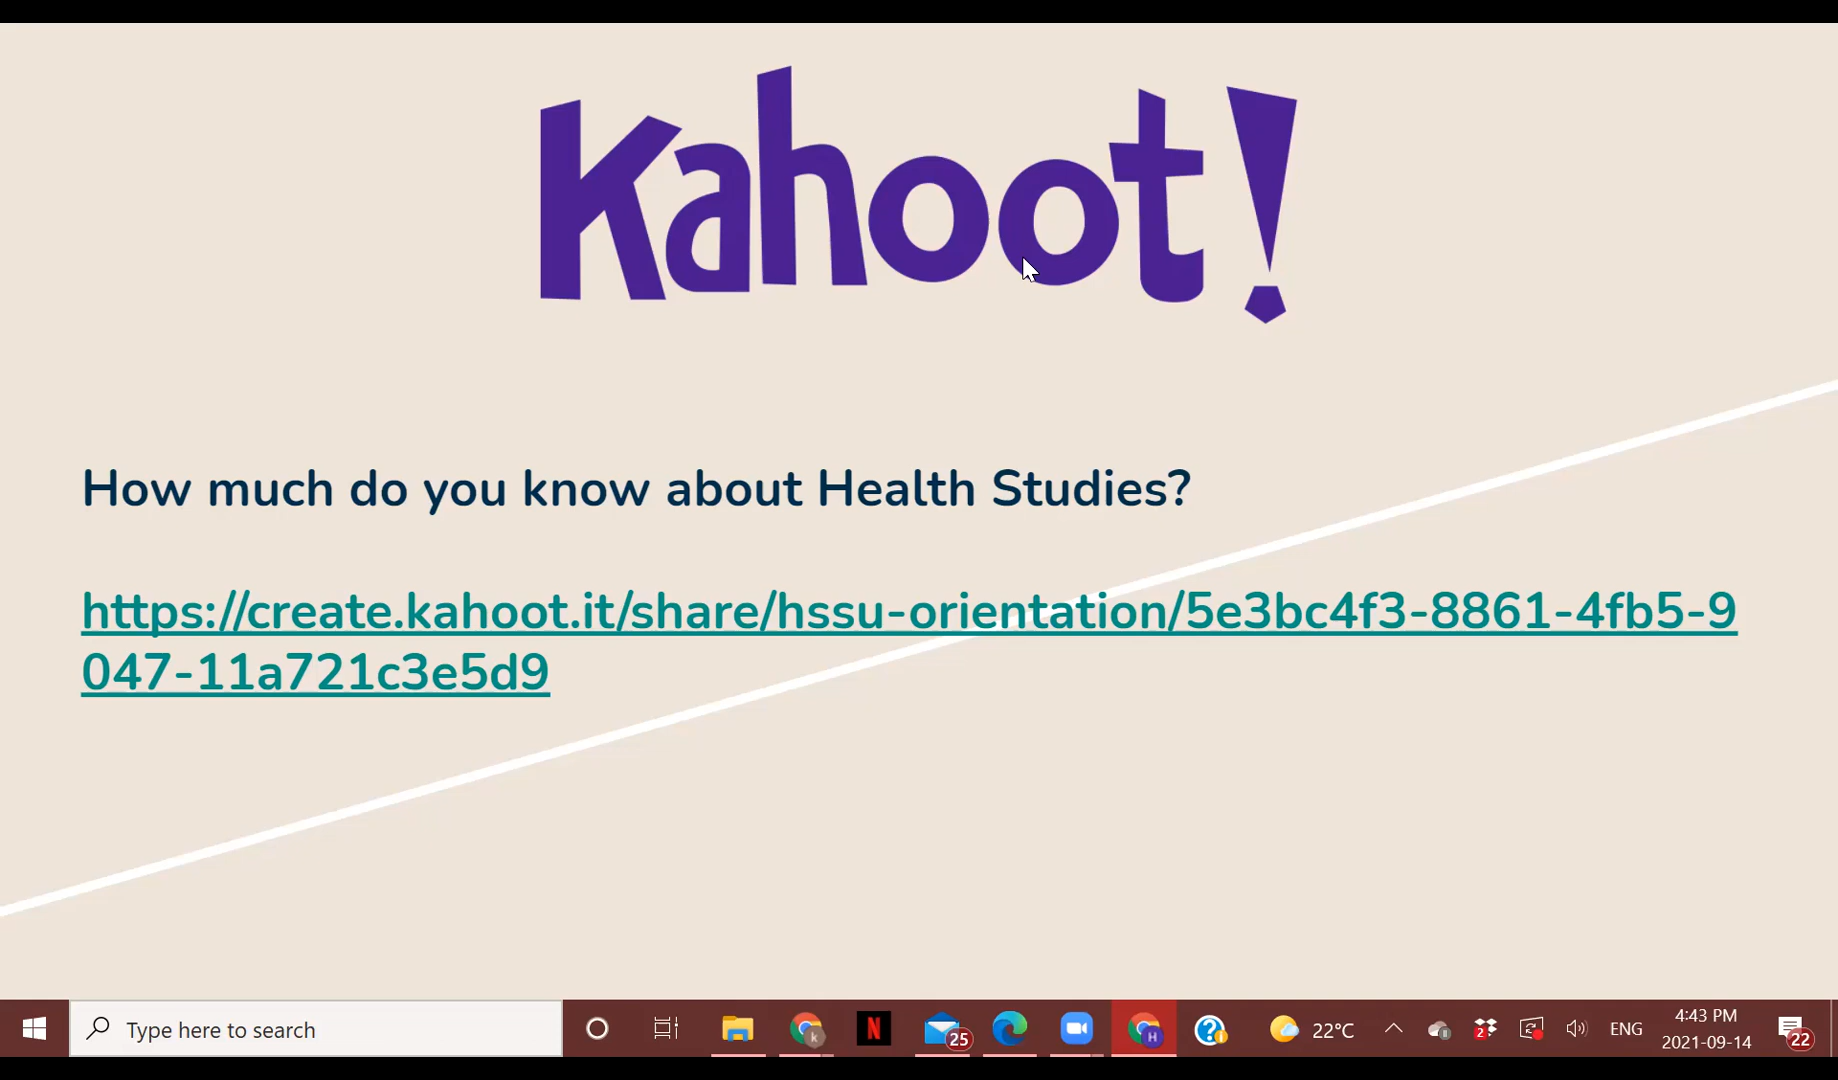 Kahoot!
How much do you know about Health Studies?
https://create.kahoot.it/share/hssu-orientation/5e3bc4f3-8861-4fb5-9
047-11a721c3e5d9
Type here to search
k
N
25
H
22°C
2
ENG
4:43 PM
2021-09-14
22